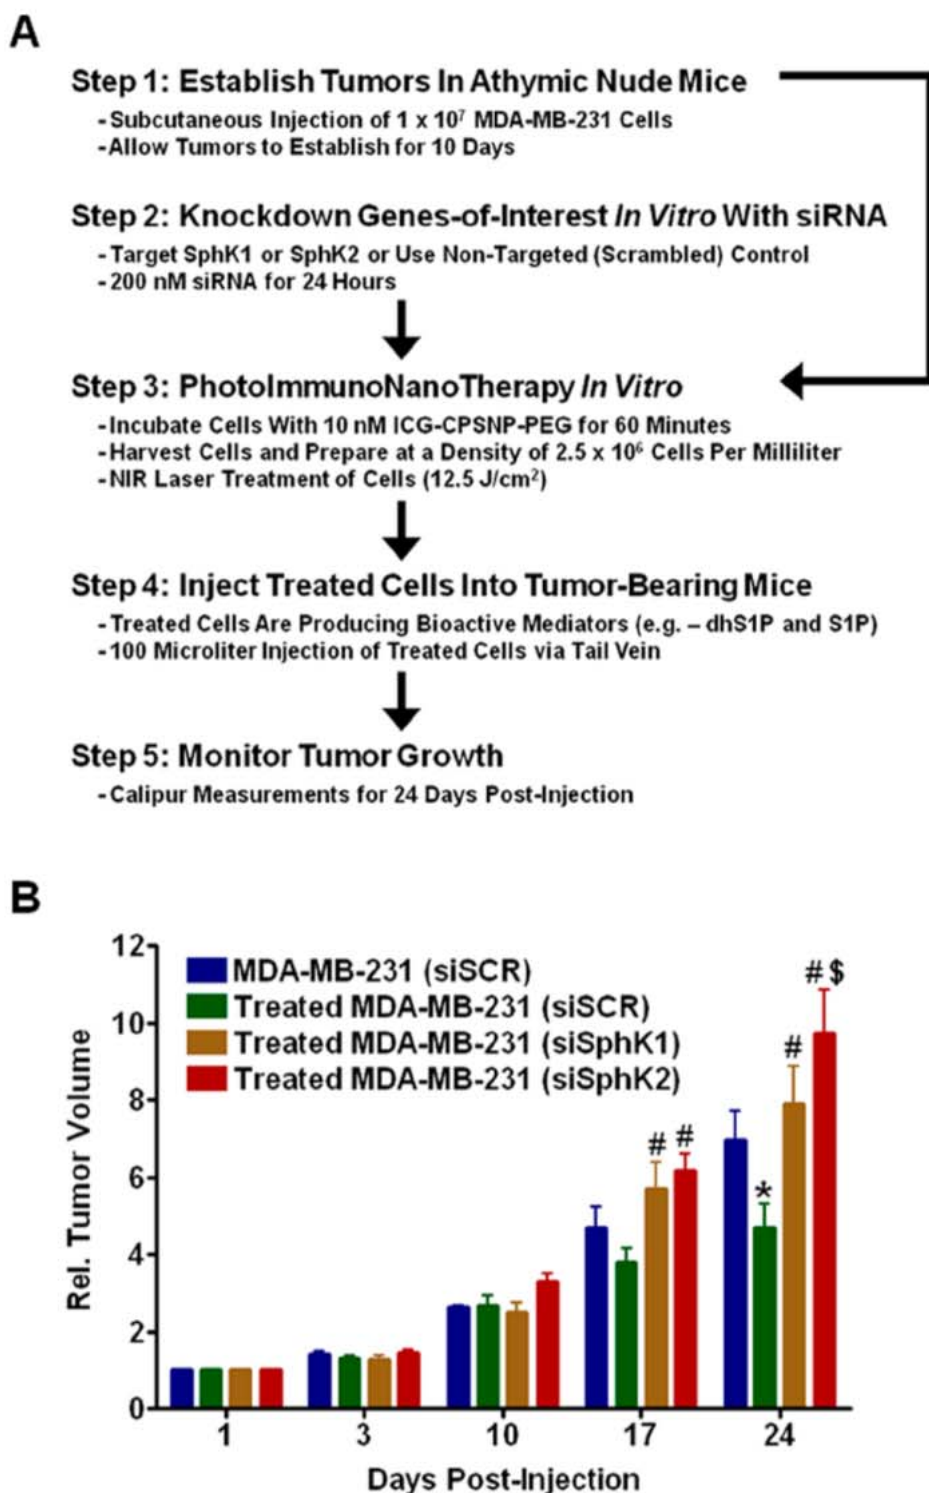 A
Step 1: Establish Tumors In Athymic Nude Mice
-Subcutaneous Injection of 1 x 10⁷ MDA-MB-231 Cells
-Allow Tumors to Establish for 10 Days
Step 2: Knockdown Genes-of-Interest In Vitro With siRNA
-Target SphK1 or SphK2 or Use Non-Targeted (Scrambled) Control
-200 nM siRNA for 24 Hours
Step 3: PhotoImmunoNanoTherapy In Vitro
-Incubate Cells With 10 nM ICG-CPSNP-PEG for 60 Minutes
-Harvest Cells and Prepare at a Density of 2.5 x 10⁶ Cells Per Milliliter
-NIR Laser Treatment of Cells (12.5 J/cm²)
Step 4: Inject Treated Cells Into Tumor-Bearing Mice
-Treated Cells Are Producing Bioactive Mediators (e.g. – dhS1P and S1P)
-100 Microliter Injection of Treated Cells via Tail Vein
Step 5: Monitor Tumor Growth
-Calipur Measurements for 24 Days Post-Injection
B
Rel. Tumor Volume
12
10
8
6
4
2
0
MDA-MB-231 (siSCR)
Treated MDA-MB-231 (siSCR)
Treated MDA-MB-231 (siSphK1)
Treated MDA-MB-231 (siSphK2)
# #
* # # $
1 3 10 17 24
Days Post-Injection